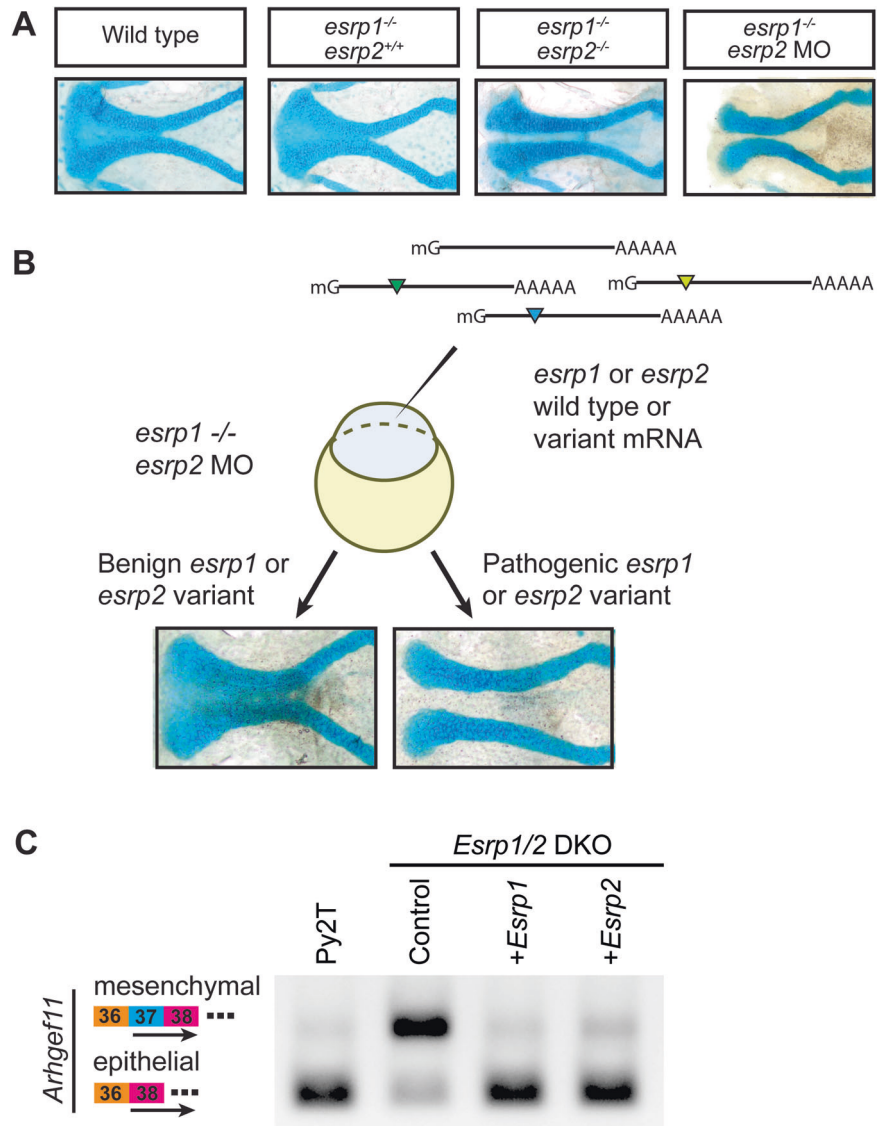 A
Wild type
esrp1-/-
esrp2+/+
esrp1-/-
esrp2-/-
esrp1-/-
esrp2 MO
B
mG AAAAA
mG AAAAA
mG AAAAA
mG AAAAA
esrp1 or esrp2
wild type or
variant mRNA
esrp1 -/-
esrp2 MO
Benign esrp1 or
esrp2 variant
Pathogenic esrp1
or esrp2 variant
C
Esrp1/2 DKO
Py2T
Control
+Esrp1
+Esrp2
Arhgef11
mesenchymal
36 37 38
epithelial
36 38